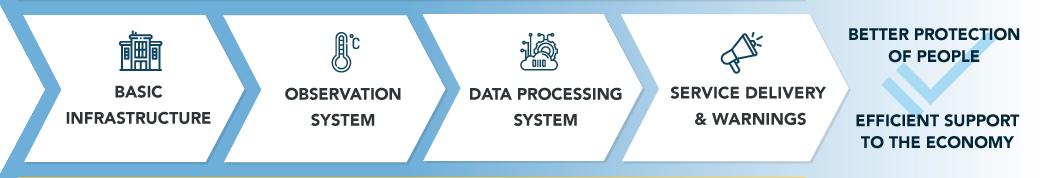 °C
0110
BASIC
INFRASTRUCTURE
OBSERVATION
SYSTEM
DATA PROCESSING
SYSTEM
SERVICE DELIVERY
& WARNINGS
BETTER PROTECTION
OF PEOPLE
EFFICIENT SUPPORT
TO THE ECONOMY